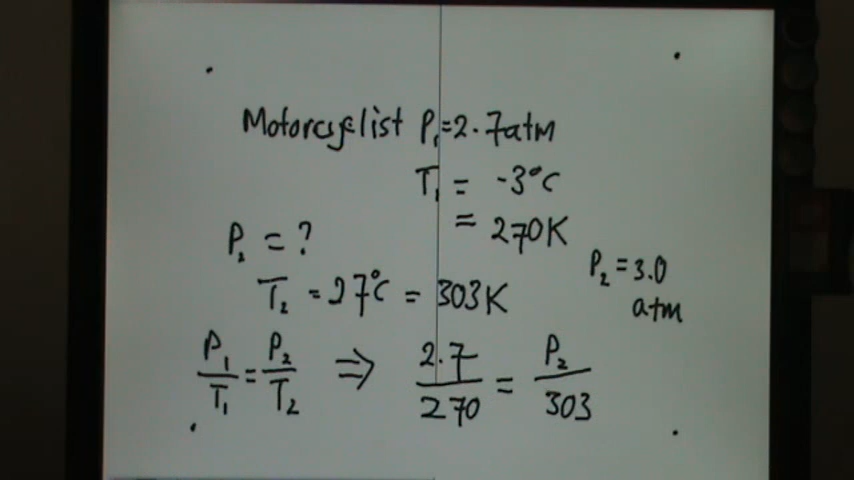 Motorcyclist P₁=2.7atm
T₁ = -3°C
= 270K
P₂ = ?
P₂ = 3.0
atm
T₂ = 27°C = 303K
P₁/T₁ = P₂/T₂ ⇒ 2.7/270 = P₂/303